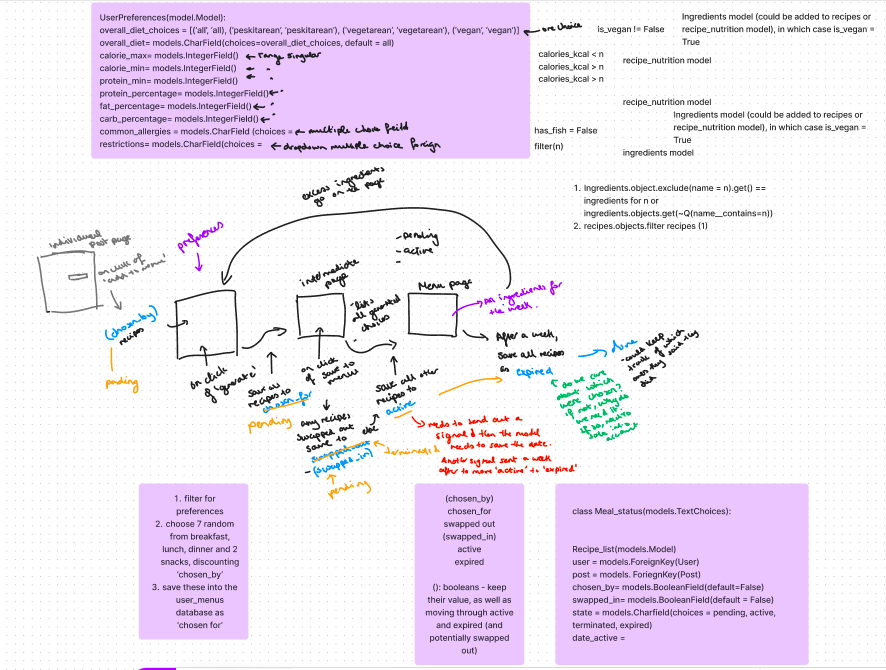 UserPreferences(model.Model):
overall_diet_choices = [('all', all), ('peskitarean', 'peskitarean'), ('vegetarean', 'vegetarean'), ('vegan', 'vegan')]
← one choice
overall_diet= models.CharField(choices=overall_diet_choices, default = all)
calorie_max= models.IntegerField()
← range singular
calorie_min= models.IntegerField()
← "
protein_min= models.IntegerField()
← "
protein_percentage= models.IntegerField()
← "
fat_percentage= models.IntegerField()
← "
carb_percentage= models.IntegerField()
← "
common_allergies = models.CharField (choices =
← multiple choice field
restrictions= models.CharField(choices =
← dropdown multiple choice foreign
is_vegan != False
Ingredients model (could be added to recipes or
recipe_nutrition model), in which case is_vegan =
True
calories_kcal < n
calories_kcal > n
calories_kcal > n
recipe_nutrition model
recipe_nutrition model
Ingredients model (could be added to recipes or
recipe_nutrition model), in which case is_vegan =
True
has_fish = False
filter(n)
ingredients model
1. Ingredients.object.exclude(name = n).get() ==
ingredients for n or
ingredients.objects.get(~Q(name__contains=n))
2. recipes.objects.filter recipes (1)
excess ingredients
go on page
individual
post page
on click of
'add to menu'
preferences
(chosen_by)
recipes
pending
on click
of 'generate'
save all
recipes to
chosen_for
pending
intermediate
page
- lists
all generated
choices
-
on click
of save to
menu
any recipes
swapped out
save to
swapped out
- (swapped_in)
pending
- pending
- active
-
Menu page
save all other
recipes to
active
terminated
→ needs to send out a
signal & then the model
needs to save the date.
Another signal sent a week
after to move 'active' to 'expired'
→ all ingredients for
the week.
After a week,
save all recipes
as expired
→ done
- could keep
track of which
ones they said they
did
do we care
about which
were chosen?
if not, why do
we need it?
if so, need to
take into
account
1. filter for
preferences
2. choose 7 random
from breakfast,
lunch, dinner and 2
snacks, discounting
'chosen_by'
3. save these into the
user_menus
database as
'chosen for'
(chosen_by)
chosen_for
swapped out
(swapped_in)
active
expired
(): booleans - keep
their value, as well as
moving through active
and expired (and
potentially swapped
out)
class Meal_status(models.TextChoices):
Recipe_list(models.Model)
user = models.ForeignKey(User)
post = models. ForiegnKey(Post)
chosen_by= models.BooleanField(default=False)
swapped_in= models.BooleanField(default = False)
state = models.Charfield(choices = pending, active,
terminated, expired)
date_active =